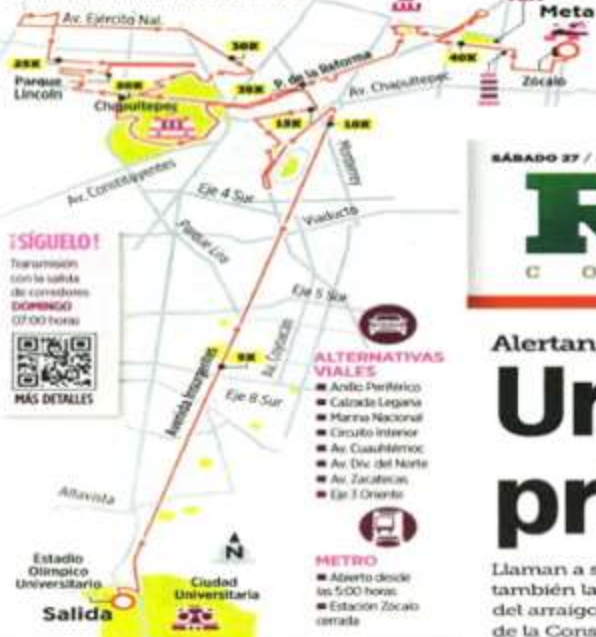 Meta
Av. Ejército Nal.
30K
25K
40K
P. de la Reforma
Zócalo
Parque
Lincoln
20K
Av. Chapultepec
Chapultepec
15K
10K
Monterrey
Av. Constituyentes
Eje 4 Sur
Viaducto
Parque Lira
¡SÍGUELO!
Transmisión
con la salida
de corredores
DOMINGO
07:00 horas
MÁS DETALLES
Eje 5 Sur
Av. Coyoacán
5K
Avenida Insurgentes
Eje 8 Sur
Altavista
ALTERNATIVAS
VIALES
Anillo Periférico
Calzada Legaria
Marina Nacional
Circuito Interior
Av. Cuauhtémoc
Av. Div. del Norte
Av. Zacatecas
Eje 3 Oriente
N
METRO
Abierto desde
las 5:00 horas
Estación Zócalo
cerrada
Estadio
Olímpico
Universitario
Salida
Ciudad
Universitaria
SÁBADO 27 /
R
C O
Alertan
Un
pr
Llaman a s
también la
del arraigo
de la Cons